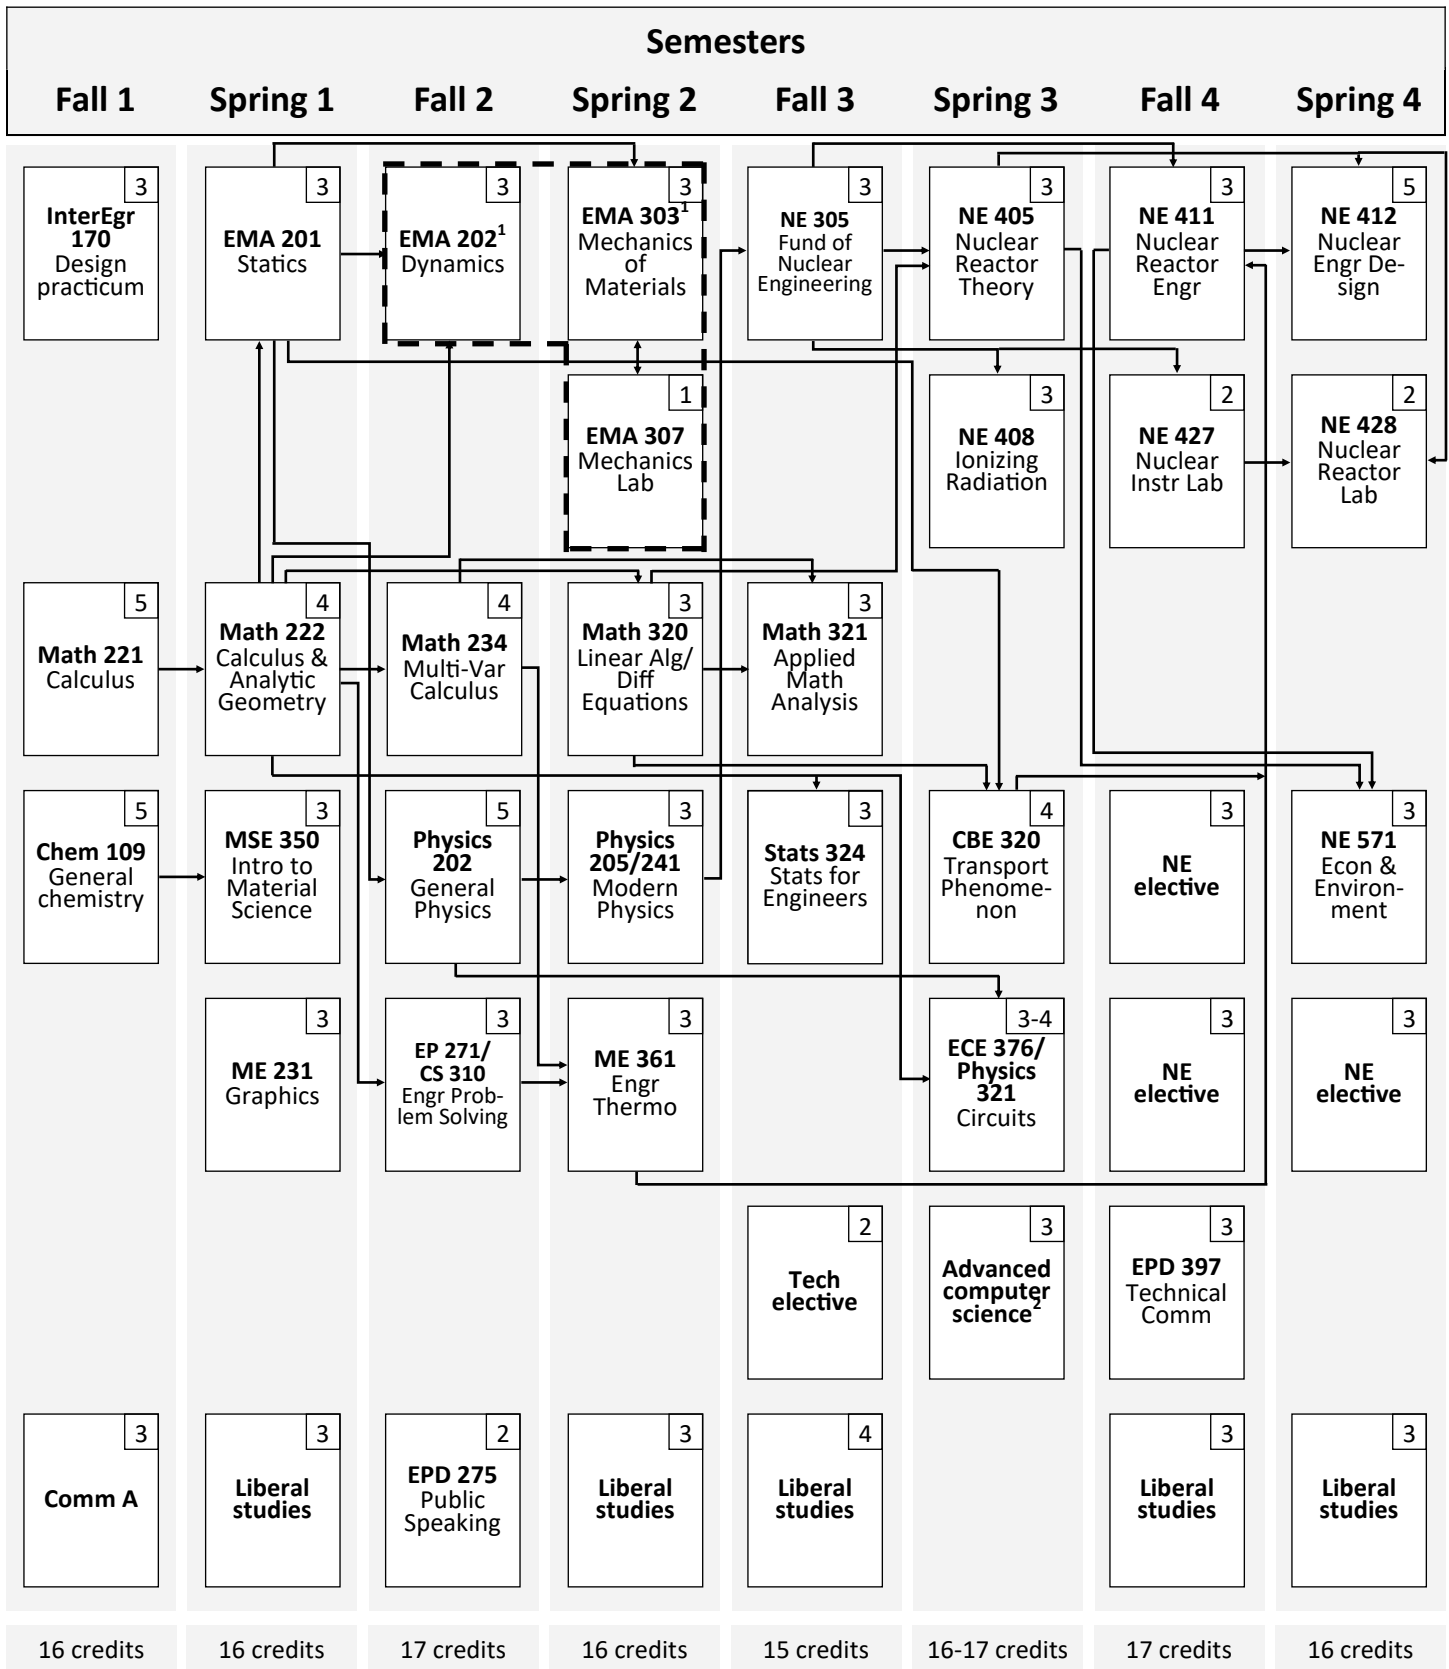 Semesters
Fall 1
Spring 1
Fall 2
Spring 2
Fall 3
Spring 3
Fall 4
Spring 4
3
InterEgr
170
Design
practicum
3
EMA 201
Statics
3
EMA 202¹
Dynamics
3
EMA 303¹
Mechanics
of
Materials
3
NE 305
Fund of
Nuclear
Engineering
3
NE 405
Nuclear
Reactor
Theory
3
NE 411
Nuclear
Reactor
Engr
5
NE 412
Nuclear
Engr De-
sign
1
EMA 307
Mechanics
Lab
3
NE 408
Ionizing
Radiation
2
NE 427
Nuclear
Instr Lab
2
NE 428
Nuclear
Reactor
Lab
5
Math 221
Calculus
4
Math 222
Calculus &
Analytic
Geometry
4
Math 234
Multi-Var
Calculus
3
Math 320
Linear Alg/
Diff
Equations
3
Math 321
Applied
Math
Analysis
5
Chem 109
General
chemistry
3
MSE 350
Intro to
Material
Science
5
Physics
202
General
Physics
3
Physics
205/241
Modern
Physics
3
Stats 324
Stats for
Engineers
4
CBE 320
Transport
Phenome-
non
3
NE
elective
3
NE 571
Econ &
Environ-
ment
3
ME 231
Graphics
3
EP 271/
CS 310
Engr Prob-
lem Solving
3
ME 361
Engr
Thermo
3-4
ECE 376/
Physics
321
Circuits
3
NE
elective
3
NE
elective
2
Tech
elective
3
Advanced
computer
science²
3
EPD 397
Technical
Comm
3
Comm A
3
Liberal
studies
2
EPD 275
Public
Speaking
3
Liberal
studies
4
Liberal
studies
3
Liberal
studies
3
Liberal
studies
16 credits
16 credits
17 credits
16 credits
15 credits
16-17 credits
17 credits
16 credits